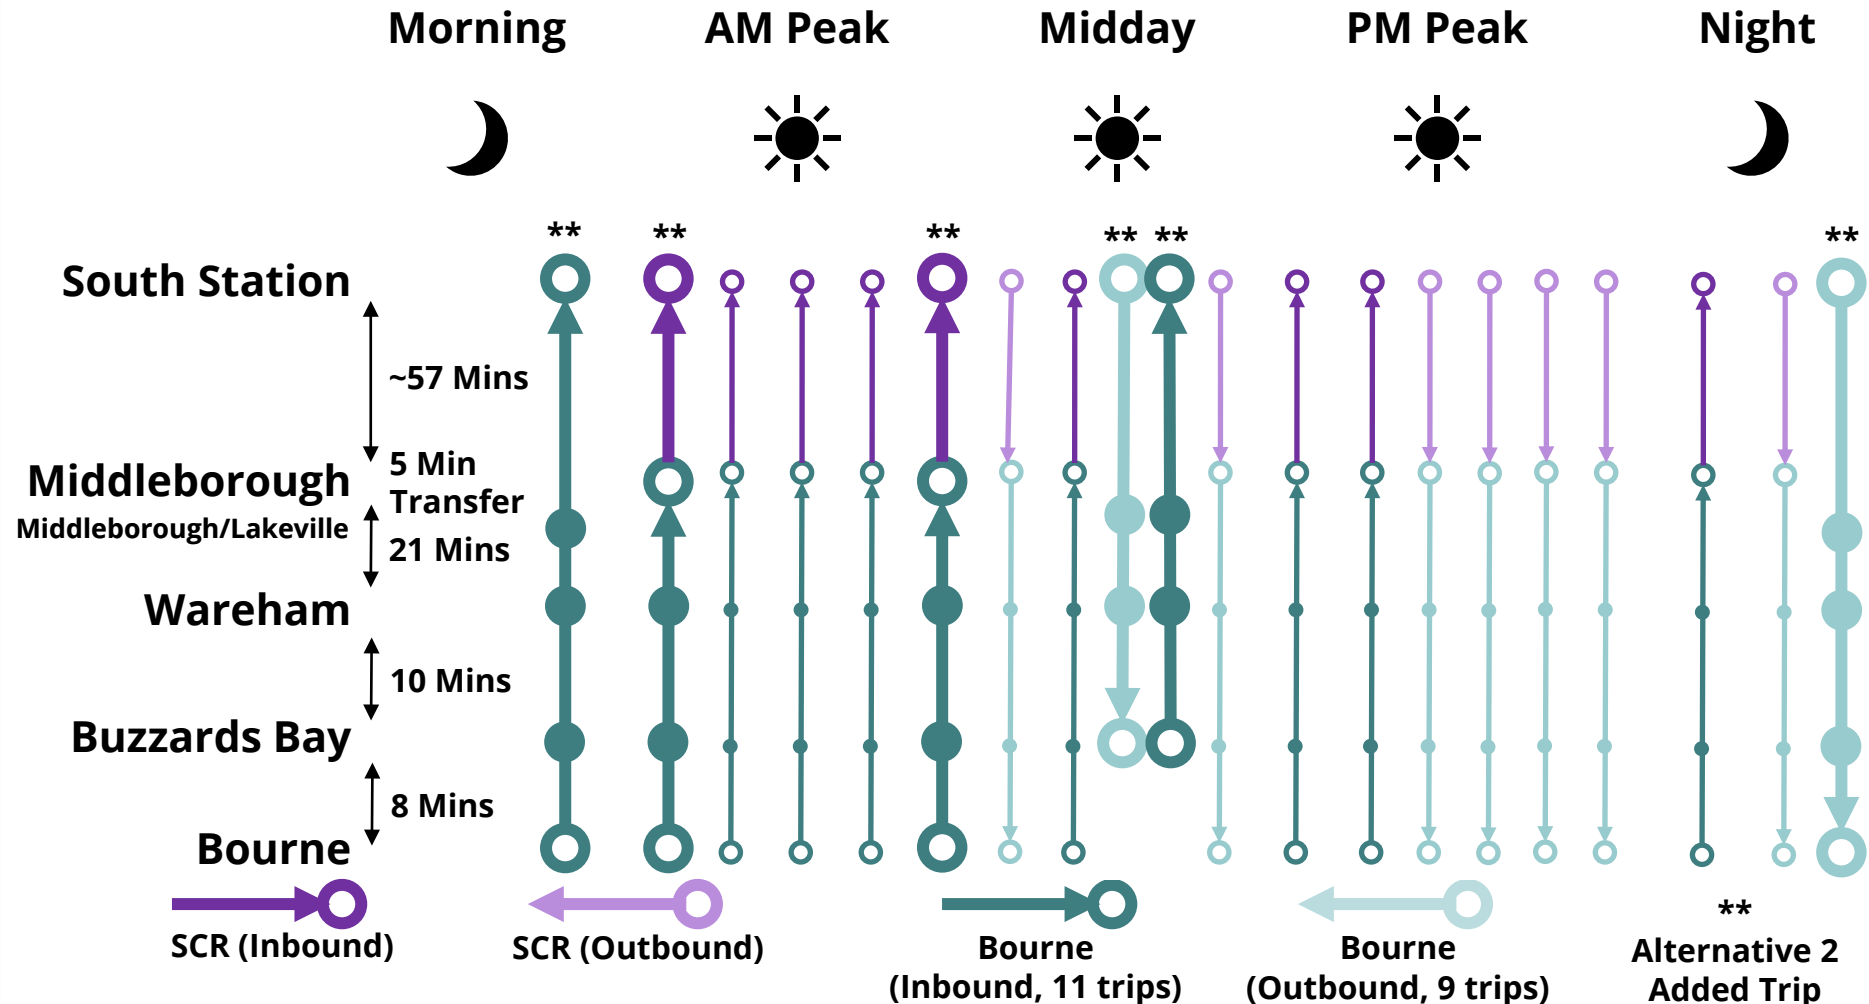 Morning
AM Peak
Midday
PM Peak
Night
**
**
**
**
**
**
South Station
~57 Mins
5 Min
Transfer
Middleborough
Middleborough/Lakeville
21 Mins
Wareham
10 Mins
Buzzards Bay
8 Mins
Bourne
SCR (Inbound)
SCR (Outbound)
Bourne
(Inbound, 11 trips)
Bourne
(Outbound, 9 trips)
**
Alternative 2
Added Trip